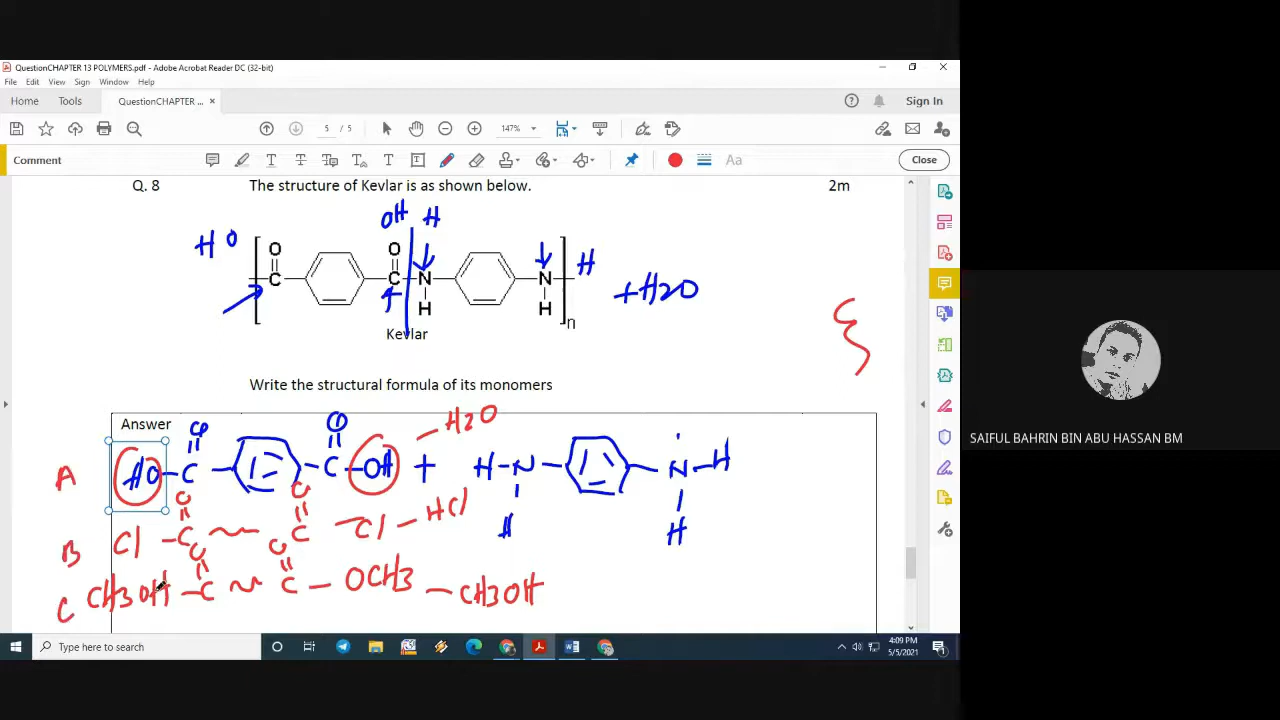 QuestionCHAPTER 13 POLYMERS.pdf - Adobe Acrobat Reader DC (32-bit)
File Edit View Sign Window Help
Home Tools QuestionCHAPTER ... × Sign In
5 / 5 147%
Comment Aa Close
Q. 8 The structure of Kevlar is as shown below. 2m
OH H
HO H
O O
C C N N
H H
n
+ H2O
Kevlar
Write the structural formula of its monomers
Answer
O O - H2O
A HO - C - C - OH + H - N - N - H
H H
O O
B Cl - C C - Cl - HCl
O O
C CH3OH - C C - OCH3 - CH3OH
SAIFUL BAHRIN BIN ABU HASSAN BM
Type here to search
4:09 PM
5/5/2021